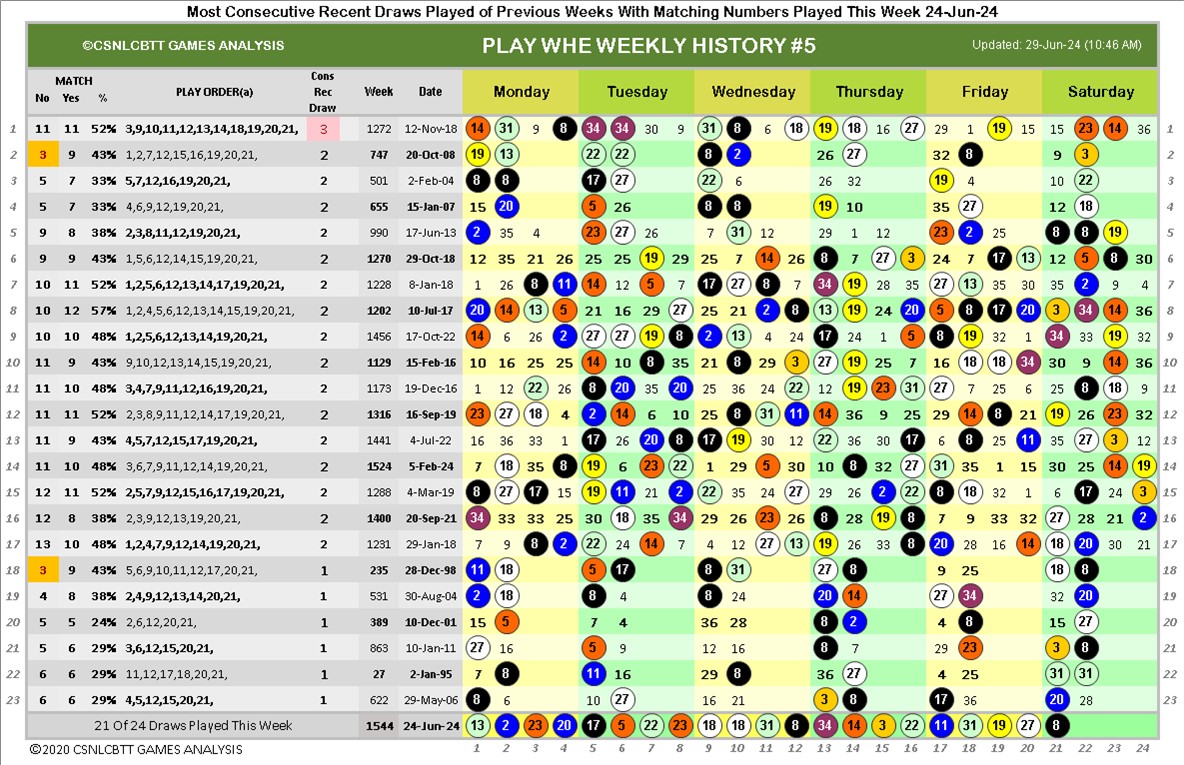 Most Consecutive Recent Draws Played of Previous Weeks With Matching Numbers Played This Week 24-Jun-24
©CSNLCBTT GAMES ANALYSIS PLAY WHE WEEKLY HISTORY #5 Updated: 29-Jun-24 (10:46 AM)
No MATCH Yes % PLAY ORDER(a) Cons Rec Draw Week Date Monday Tuesday Wednesday Thursday Friday Saturday
1 11 11 52% 3,9,10,11,12,13,14,18,19,20,21, 3 1272 12-Nov-18 14 31 9 8 34 34 30 9 31 8 6 18 19 18 16 27 29 1 19 15 15 23 14 36 1
2 3 9 43% 1,2,7,12,15,16,19,20,21, 2 747 20-Oct-08 19 13 22 22 8 2 26 27 32 8 9 3 2
3 5 7 33% 5,7,12,16,19,20,21, 2 501 2-Feb-04 8 8 17 27 22 6 26 32 19 4 10 22 3
4 5 7 33% 4,6,9,12,19,20,21, 2 655 15-Jan-07 15 20 5 26 8 8 19 10 35 27 12 18 4
5 9 8 38% 2,3,8,11,12,19,20,21, 2 990 17-Jun-13 2 35 4 23 27 26 7 31 12 29 1 12 23 2 25 8 8 19 5
6 9 9 43% 1,5,6,12,14,15,19,20,21, 2 1270 29-Oct-18 12 35 21 26 25 25 19 29 25 7 14 26 8 7 27 3 24 7 17 13 12 5 8 30 6
7 10 11 52% 1,2,5,6,12,13,14,17,19,20,21, 2 1228 8-Jan-18 1 26 8 11 14 12 5 7 17 27 8 7 34 19 28 35 27 13 35 30 35 2 9 4 7
8 10 12 57% 1,2,4,5,6,12,13,14,15,19,20,21, 2 1202 10-Jul-17 20 14 13 5 21 16 29 27 25 21 2 8 13 19 24 20 5 8 17 20 3 34 14 36 8
9 10 10 48% 1,2,5,6,12,13,14,19,20,21, 2 1456 17-Oct-22 14 6 26 2 27 27 19 8 2 13 4 24 17 24 1 5 8 19 32 1 34 33 19 32 9
10 11 9 43% 9,10,12,13,14,15,19,20,21, 2 1129 15-Feb-16 10 16 25 25 14 10 8 35 21 8 29 3 27 19 25 7 16 18 18 34 30 9 14 36 10
11 11 10 48% 3,4,7,9,11,12,16,19,20,21, 2 1173 19-Dec-16 1 12 22 26 8 20 35 20 25 36 24 22 12 19 23 31 27 7 25 6 25 8 18 9 11
12 11 11 52% 2,3,8,9,11,12,14,17,19,20,21, 2 1316 16-Sep-19 23 27 18 4 2 14 6 10 25 8 31 11 14 36 9 25 29 14 8 21 19 26 23 32 12
13 11 9 43% 4,5,7,12,15,17,19,20,21, 2 1441 4-Jul-22 16 36 33 1 17 26 20 8 17 19 30 12 22 36 30 17 6 8 25 11 35 27 3 12 13
14 11 10 48% 3,6,7,9,11,12,14,19,20,21, 2 1524 5-Feb-24 7 18 35 8 19 6 23 22 1 29 5 30 10 8 32 27 31 35 1 15 30 25 14 19 14
15 12 11 52% 2,5,7,9,12,15,16,17,19,20,21, 2 1288 4-Mar-19 8 27 17 15 19 11 21 2 22 35 24 27 29 26 2 22 8 18 32 1 6 17 24 3 15
16 12 8 38% 2,3,9,12,13,19,20,21, 2 1400 20-Sep-21 34 33 33 25 30 18 35 34 29 26 23 26 8 28 19 8 7 9 33 32 27 28 21 2 16
17 13 10 48% 1,2,4,7,9,12,14,19,20,21, 2 1231 29-Jan-18 7 9 8 2 22 24 14 7 4 12 27 13 19 26 33 8 20 28 16 14 18 20 30 21 17
18 3 9 43% 5,6,9,10,11,12,17,20,21, 1 235 28-Dec-98 11 18 5 17 8 31 27 8 9 25 18 8 18
19 4 8 38% 2,4,9,12,13,14,20,21, 1 531 30-Aug-04 2 18 8 4 8 24 20 14 27 34 32 20 19
20 5 5 24% 2,6,12,20,21, 1 389 10-Dec-01 15 5 7 4 36 28 8 2 4 8 15 27 20
21 5 6 29% 3,6,12,15,20,21, 1 863 10-Jan-11 27 16 5 9 12 16 8 7 29 23 3 8 21
22 6 6 29% 11,12,17,18,20,21, 1 27 2-Jan-95 7 8 11 16 29 8 36 27 4 25 31 31 22
23 6 6 29% 4,5,12,15,20,21, 1 622 29-May-06 8 6 10 27 16 21 3 8 17 36 20 28 23
21 Of 24 Draws Played This Week 1544 24-Jun-24 13 2 23 20 17 5 22 23 18 18 31 8 34 14 3 22 11 31 19 27 8
©2020 CSNLCBTT GAMES ANALYSIS 1 2 3 4 5 6 7 8 9 10 11 12 13 14 15 16 17 18 19 20 21 22 23 24